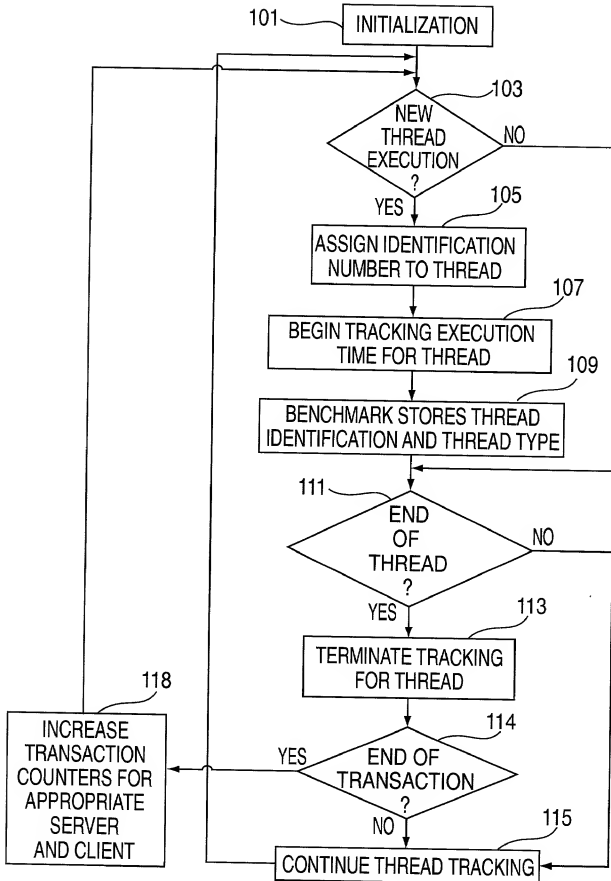 101
INITIALIZATION
103
NEW
THREAD
EXECUTION
?
NO
YES
105
ASSIGN IDENTIFICATION
NUMBER TO THREAD
107
BEGIN TRACKING EXECUTION
TIME FOR THREAD
109
BENCHMARK STORES THREAD
IDENTIFICATION AND THREAD TYPE
111
END
OF
THREAD
?
NO
YES
113
TERMINATE TRACKING
FOR THREAD
114
END OF
TRANSACTION
?
YES
NO
118
INCREASE
TRANSACTION
COUNTERS FOR
APPROPRIATE
SERVER
AND CLIENT
115
CONTINUE THREAD TRACKING